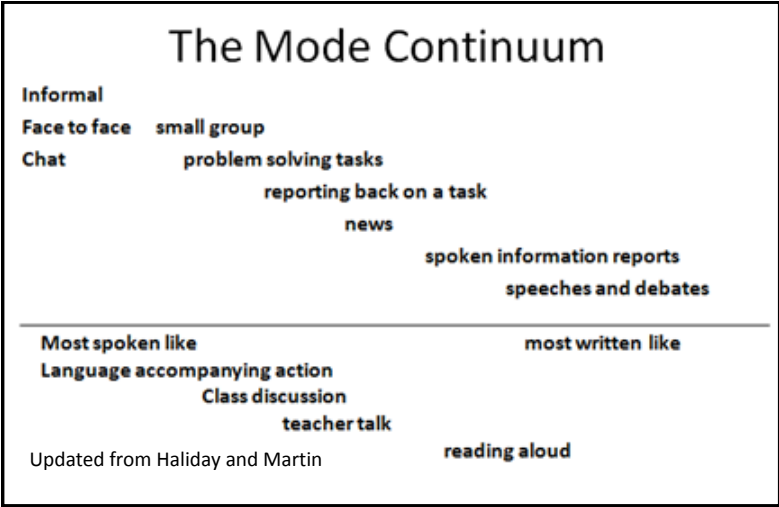 The Mode Continuum
Informal
Face to face small group
Chat problem solving tasks
reporting back on a task
news
spoken information reports
speeches and debates
Most spoken like most written like
Language accompanying action
Class discussion
teacher talk
Updated from Haliday and Martin reading aloud